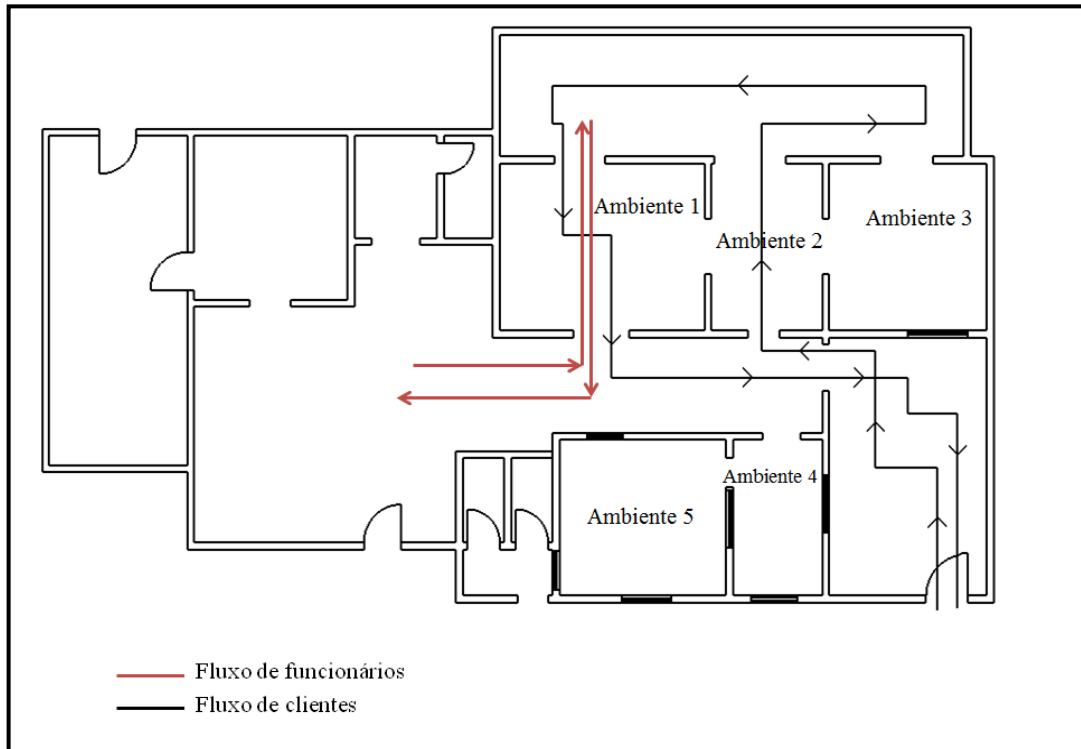 Ambiente 1
Ambiente 2
Ambiente 3
Ambiente 4
Ambiente 5
Fluxo de funcionários
Fluxo de clientes